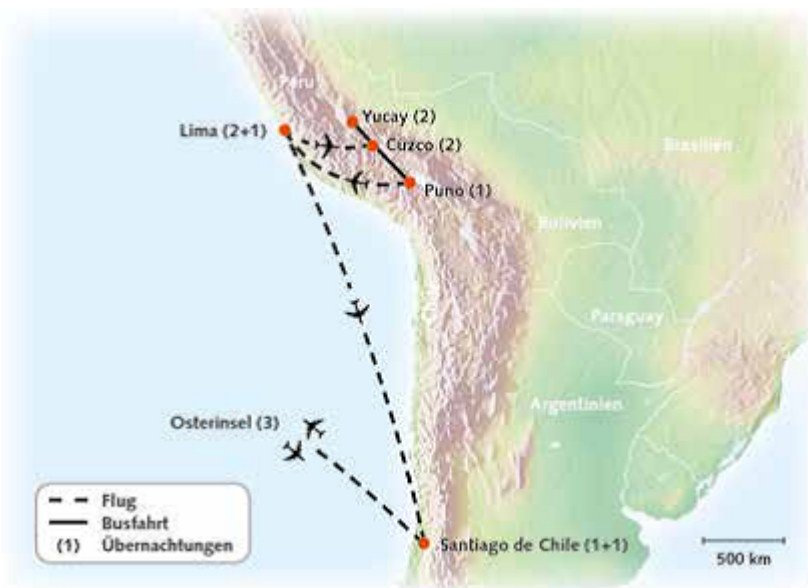 Peru
Yucay (2)
Lima (2+1)
Cuzco (2)
Brasilien
Puno (1)
Bolivien
Chile
Paraguay
Argentinien
Osterinsel (3)
Flug
Busfahrt
(1) Übernachtungen
Santiago de Chile (1+1)
500 km